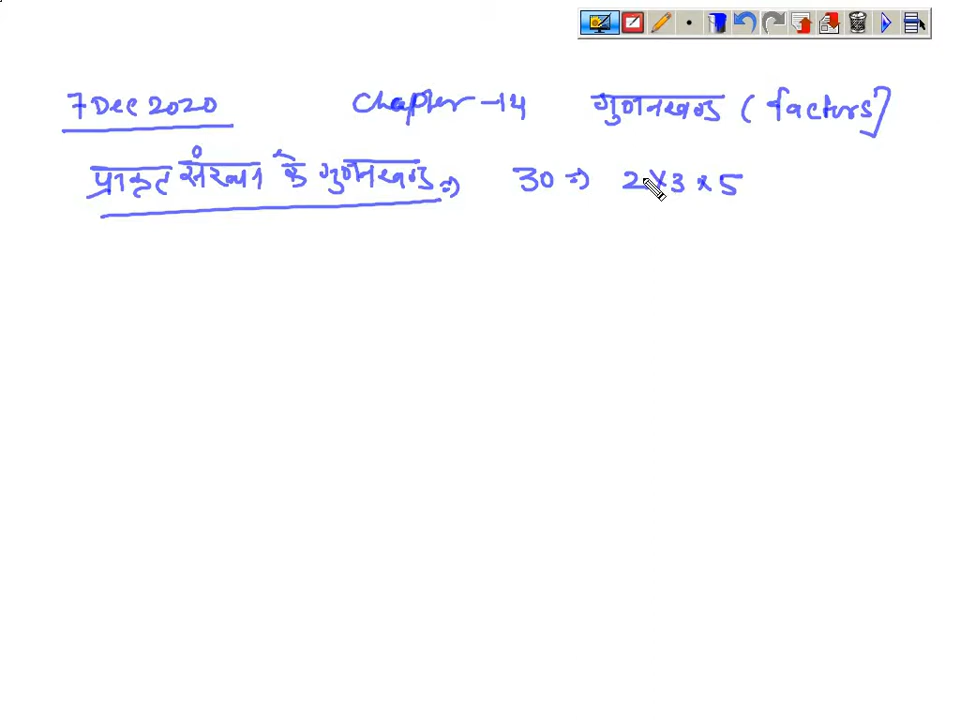 7 Dec 2020 Chapter-14 गुणनखण्ड (factors]
प्राकृत संख्या के गुणनखण्ड ⇒ 30 ⇒ 2 × 3 × 5